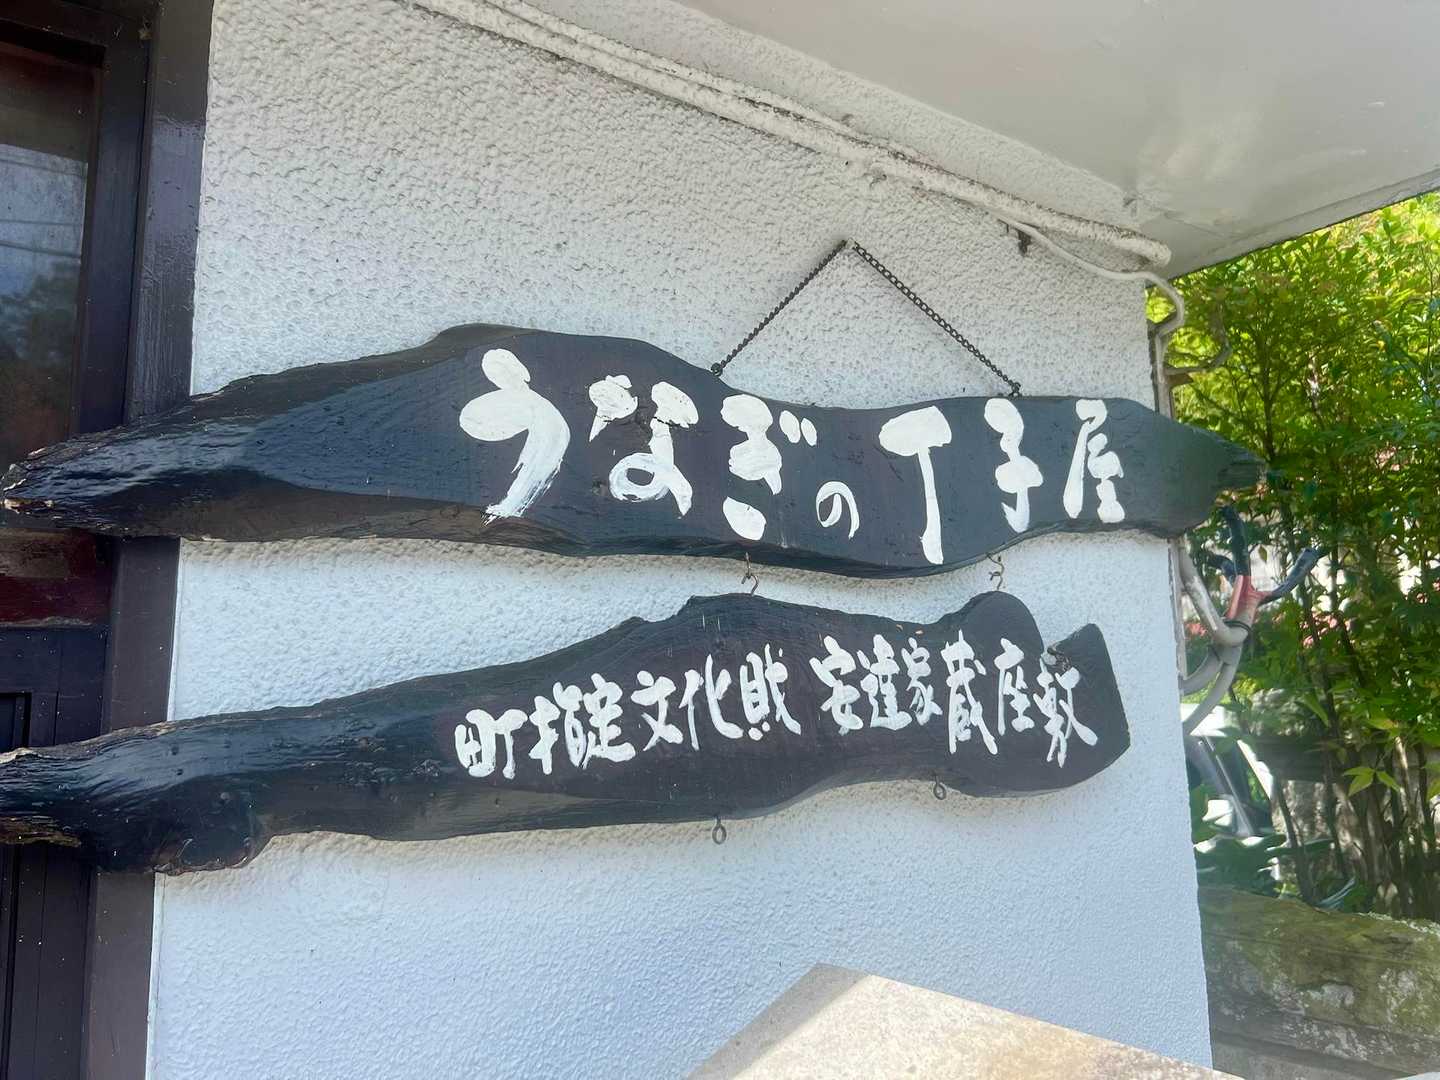 うなぎの丁子屋
町指定文化財 安達家蔵座敷